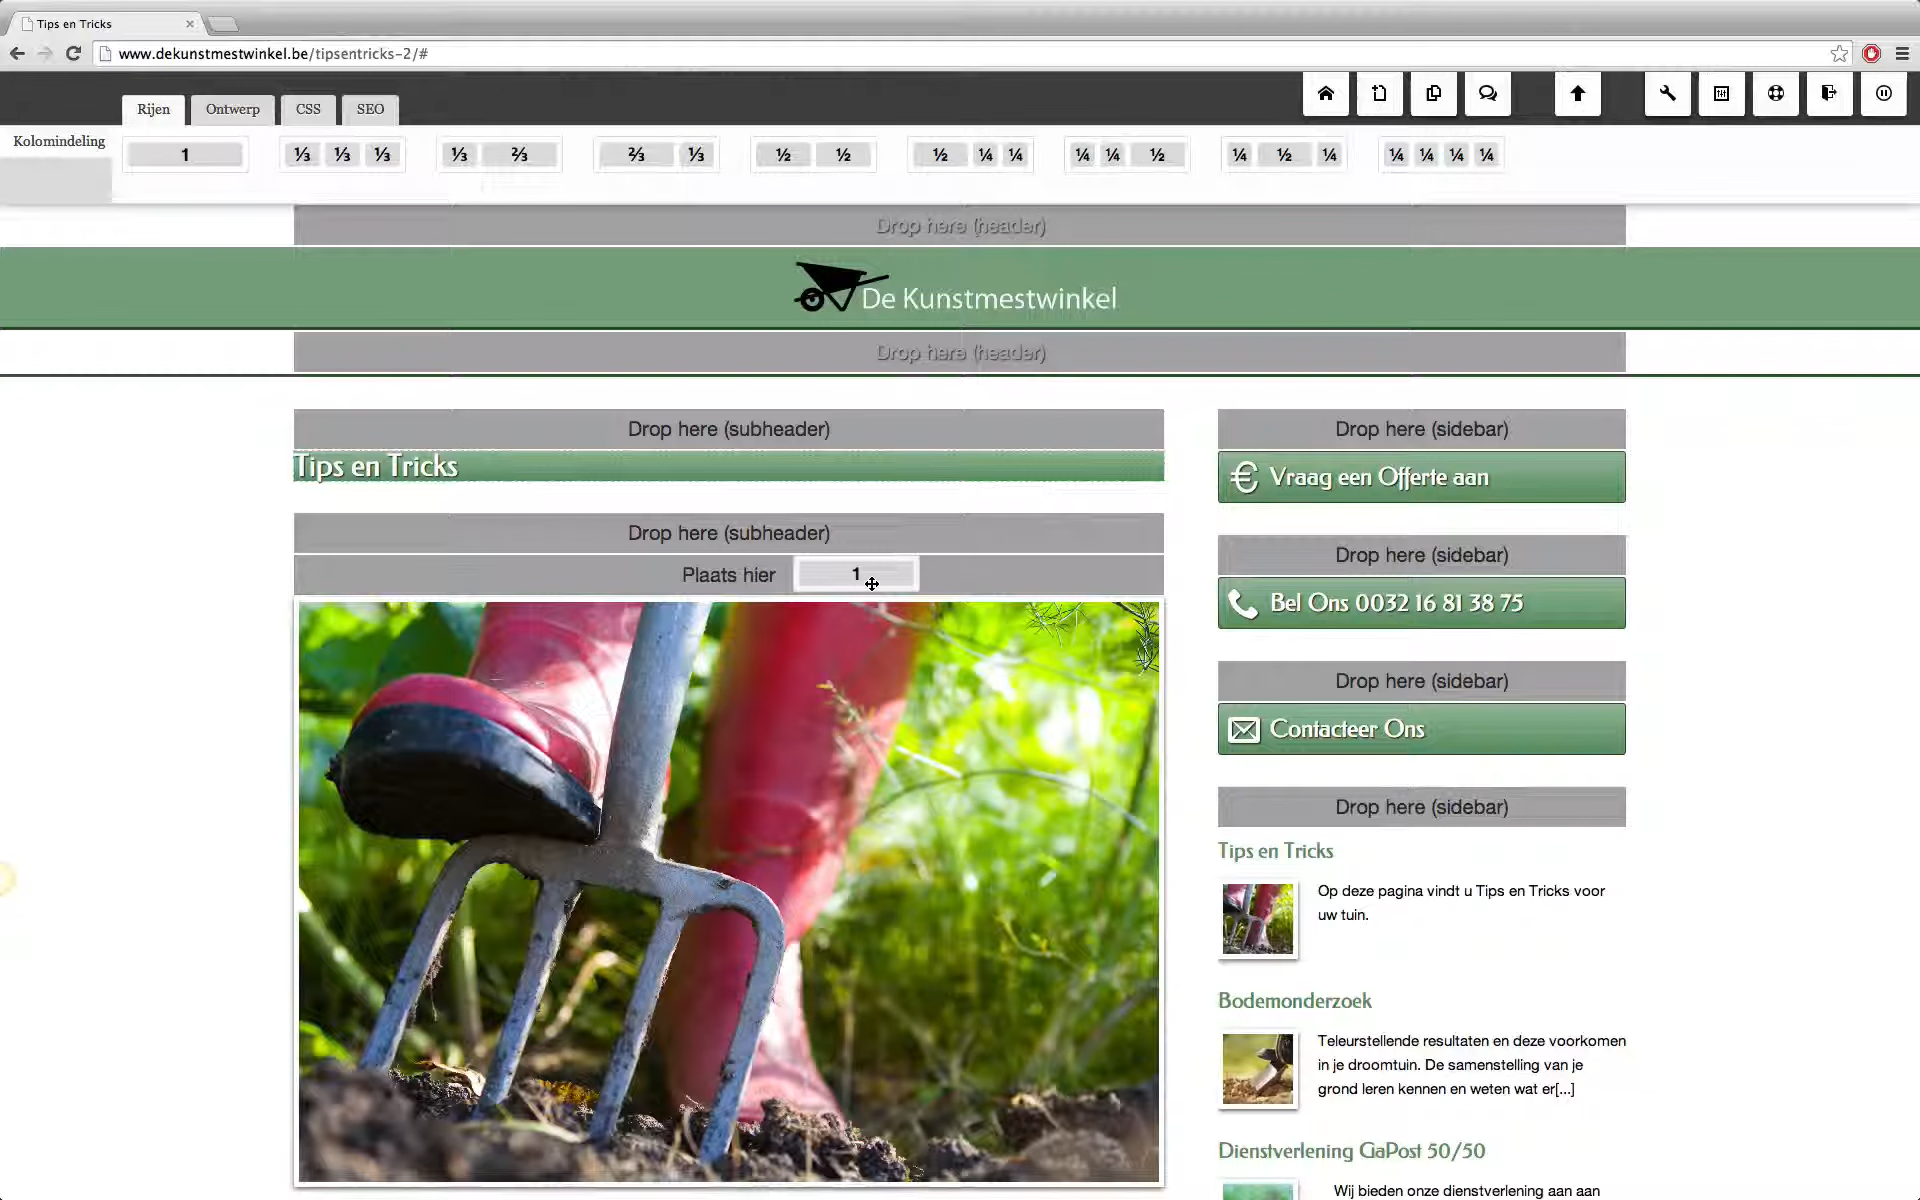 Tips en Tricks
www.dekunstmestwinkel.be/tipsentricks-2/#
Rijen Ontwerp CSS SEO
Kolomindeling
1 ⅓ ⅓ ⅓ ⅓ ⅔ ⅔ ⅓ ½ ½ ½ ¼ ¼ ¼ ¼ ½ ¼ ½ ¼ ¼ ¼ ¼ ¼
Drop here (header)
De Kunstmestwinkel
Drop here (header)
Drop here (subheader)
Tips en Tricks
Drop here (subheader)
Plaats hier 1
Drop here (sidebar)
€ Vraag een Offerte aan
Drop here (sidebar)
Bel Ons 0032 16 81 38 75
Drop here (sidebar)
Contacteer Ons
Drop here (sidebar)
Tips en Tricks
Op deze pagina vindt u Tips en Tricks voor
uw tuin.
Bodemonderzoek
Teleurstellende resultaten en deze voorkomen
in je droomtuin. De samenstelling van je
grond leren kennen en weten wat er[...]
Dienstverlening GaPost 50/50
Wij bieden onze dienstverlening aan aan